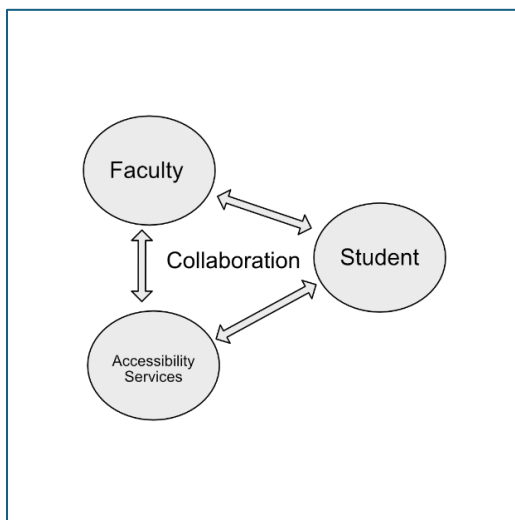 Faculty
Collaboration
Student
Accessibility
Services